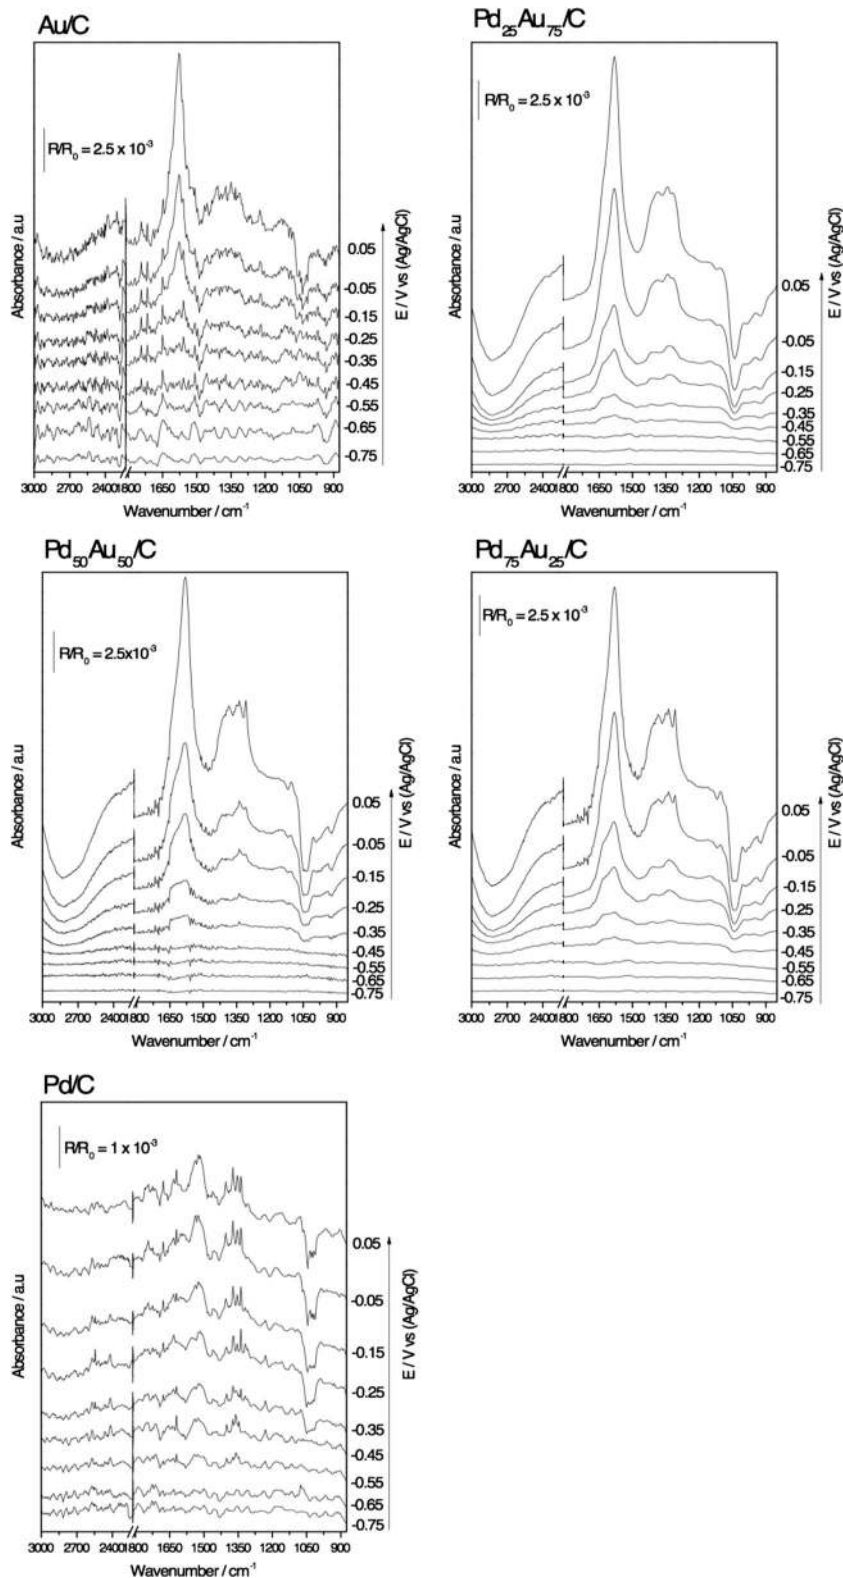 Au/C
R/R₀ = 2.5 x 10⁻³
Absorbance / a.u
E / V vs (Ag/AgCl)
0.05
-0.05
-0.15
-0.25
-0.35
-0.45
-0.55
-0.65
-0.75
3000 2700 2400 1800 1650 1500 1350 1200 1050 900
Wavenumber / cm⁻¹
Pd₂₅Au₇₅/C
R/R₀ = 2.5 x 10⁻³
Absorbance / a.u
E / V vs (Ag/AgCl)
0.05
-0.05
-0.15
-0.25
-0.35
-0.45
-0.55
-0.65
-0.75
3000 2700 2400 1800 1650 1500 1350 1200 1050 900
Wavenumber / cm⁻¹
Pd₅₀Au₅₀/C
R/R₀ = 2.5x10⁻³
Absorbance / a.u
E / V vs (Ag/AgCl)
0.05
-0.05
-0.15
-0.25
-0.35
-0.45
-0.55
-0.65
-0.75
3000 2700 2400 1800 1650 1500 1350 1200 1050 900
Wavenumber / cm⁻¹
Pd₇₅Au₂₅/C
R/R₀ = 2.5 x 10⁻³
Absorbance / a.u
E / V vs (Ag/AgCl)
0.05
-0.05
-0.15
-0.25
-0.35
-0.45
-0.55
-0.65
-0.75
3000 2700 2400 1800 1650 1500 1350 1200 1050 900
Wavenumber / cm⁻¹
Pd/C
R/R₀ = 1 x 10⁻³
Absorbance / a.u
E / V vs (Ag/AgCl)
0.05
-0.05
-0.15
-0.25
-0.35
-0.45
-0.55
-0.65
-0.75
3000 2700 2400 1800 1650 1500 1350 1200 1050 900
Wavenumber / cm⁻¹